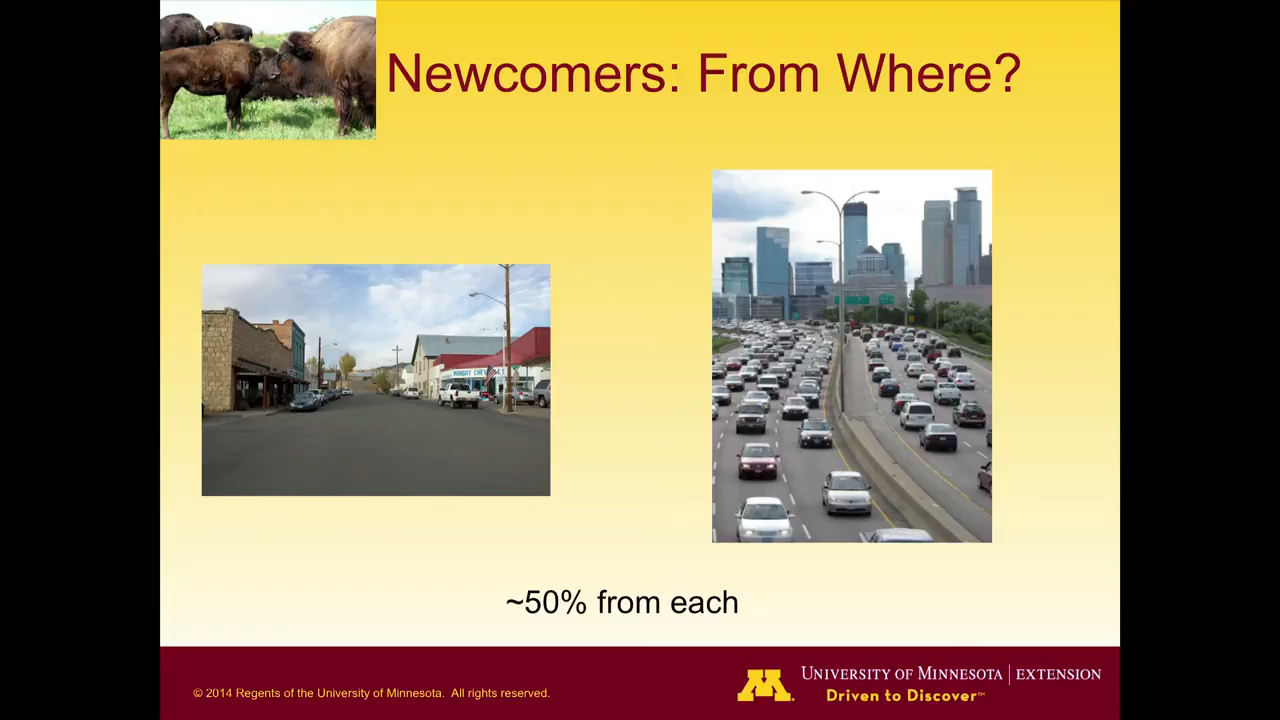 Newcomers: From Where?
~50% from each
© 2014 Regents of the University of Minnesota. All rights reserved.
UNIVERSITY OF MINNESOTA | EXTENSION
Driven to Discover℠